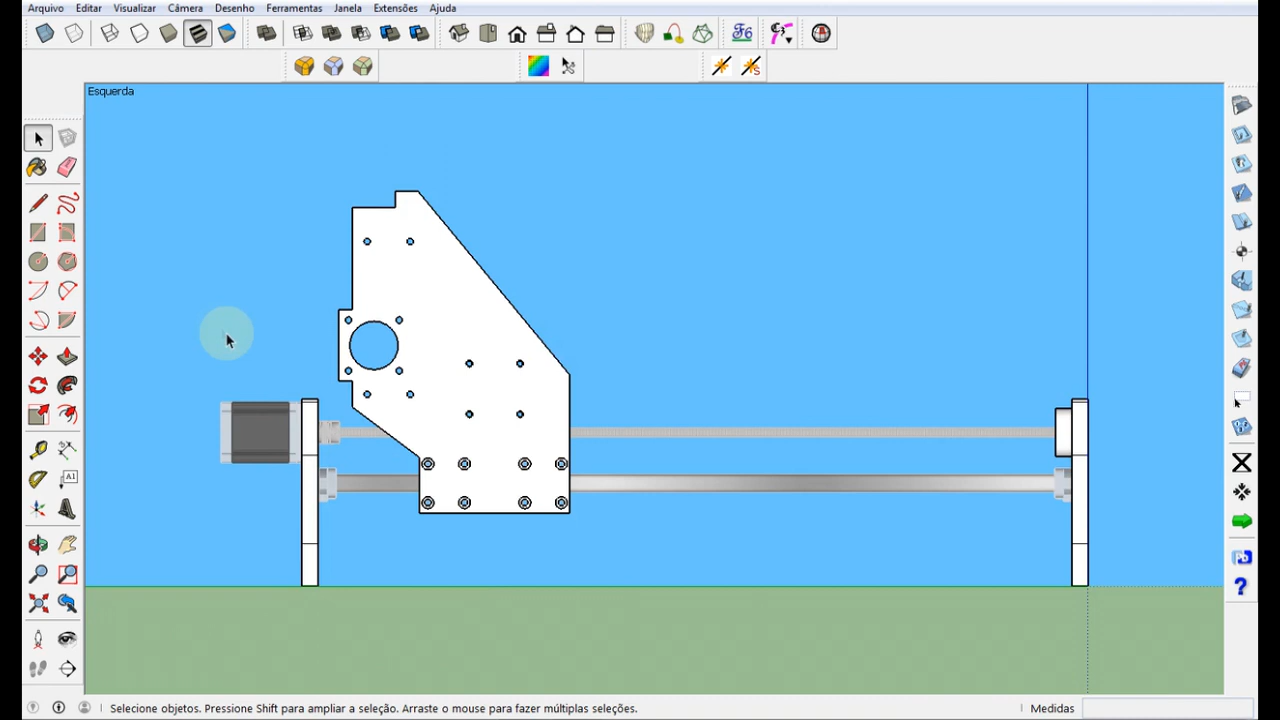 Arquivo Editar Visualizar Câmera Desenho Ferramentas Janela Extensões Ajuda
Esquerda
A1
Selecione objetos. Pressione Shift para ampliar a seleção. Arraste o mouse para fazer múltiplas seleções.
Medidas